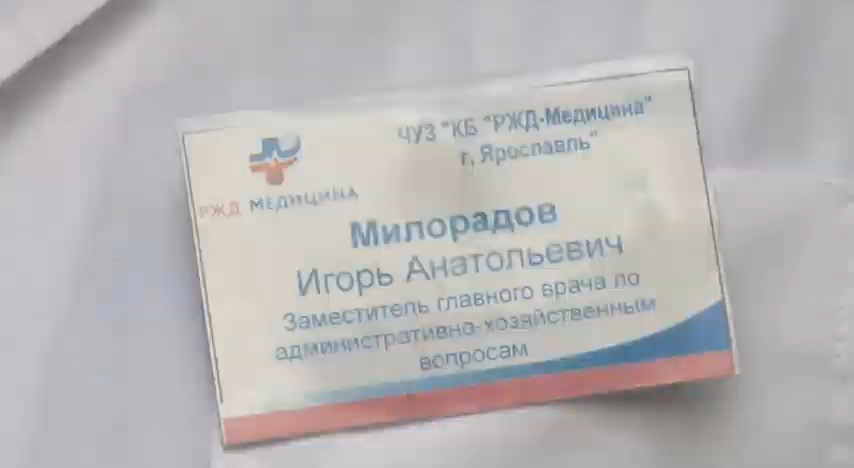 ЧУЗ "КБ "РЖД-Медицина"
г. Ярославль"
РЖД МЕДИЦИНА
Милорадов
Игорь Анатольевич
Заместитель главного врача по
административно-хозяйственным
вопросам